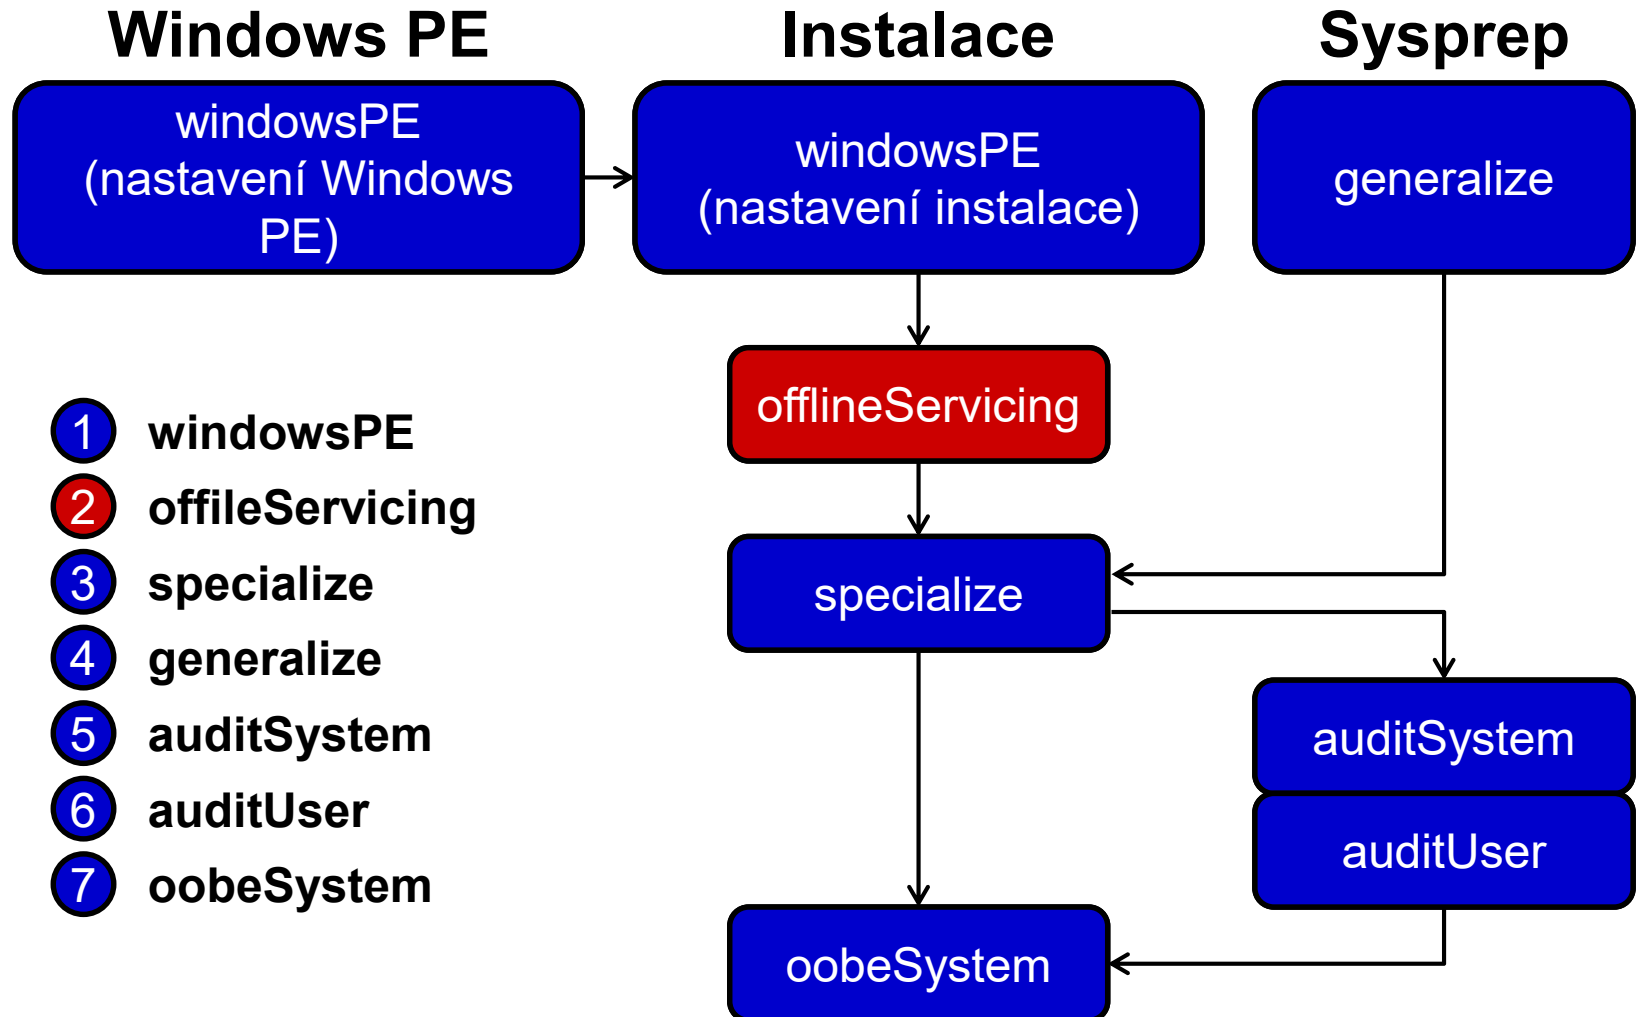 Windows PE
Instalace
Sysprep
windowsPE
(nastavení Windows
PE)
windowsPE
(nastavení instalace)
generalize
offlineServicing
1 windowsPE
2 offileServicing
3 specialize
4 generalize
5 auditSystem
6 auditUser
7 oobeSystem
specialize
auditSystem
auditUser
oobeSystem